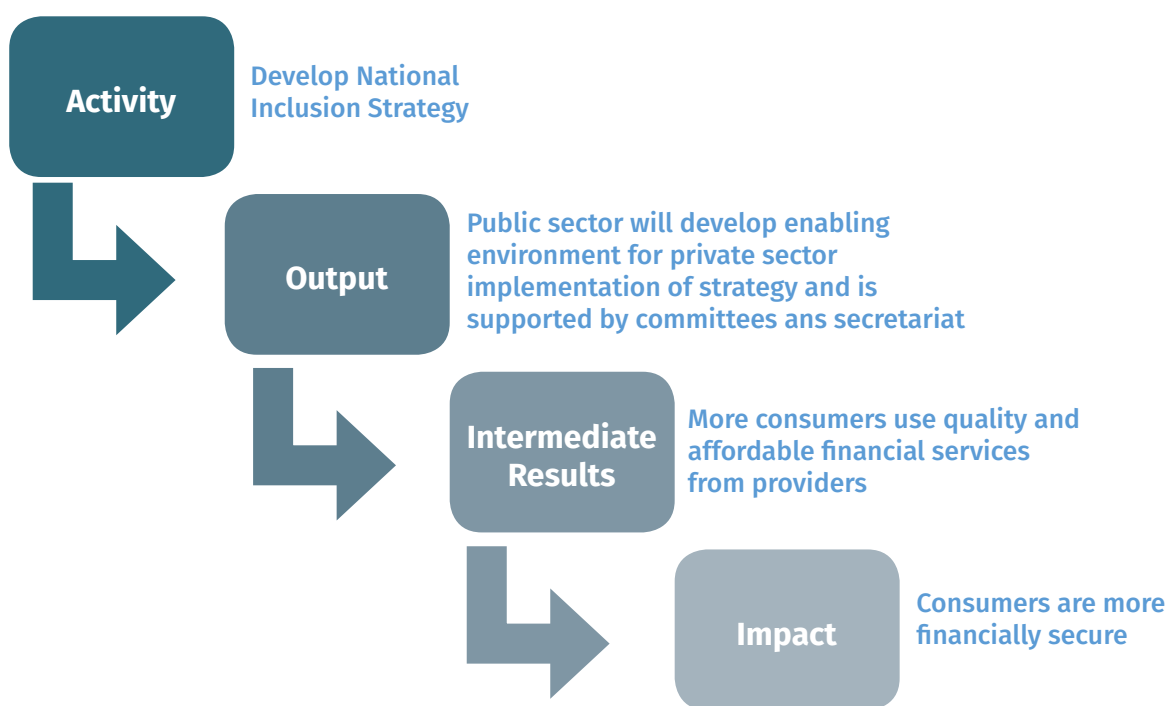 Activity
Develop National
Inclusion Strategy
Output
Public sector will develop enabling
environment for private sector
implementation of strategy and is
supported by committees ans secretariat
Intermediate
Results
More consumers use quality and
affordable financial services
from providers
Impact
Consumers are more
financially secure